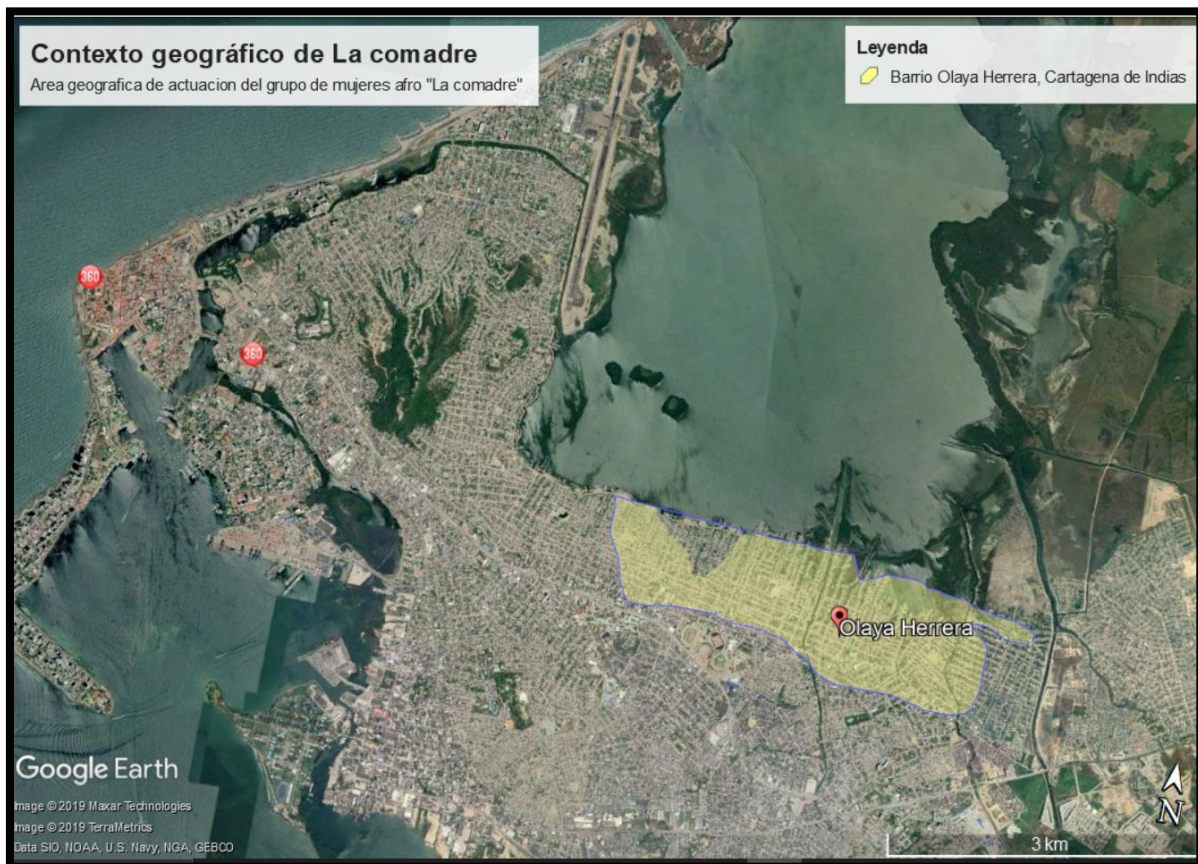 Contexto geográfico de La comadre
Area geografica de actuacion del grupo de mujeres afro "La comadre"
Leyenda
Barrio Olaya Herrera, Cartagena de Indias
360
360
Olaya Herrera
Google Earth
Image © 2019 Maxar Technologies
Image © 2019 TerraMetrics
Data SIO, NOAA, U.S. Navy, NGA, GEBCO
N
3 km